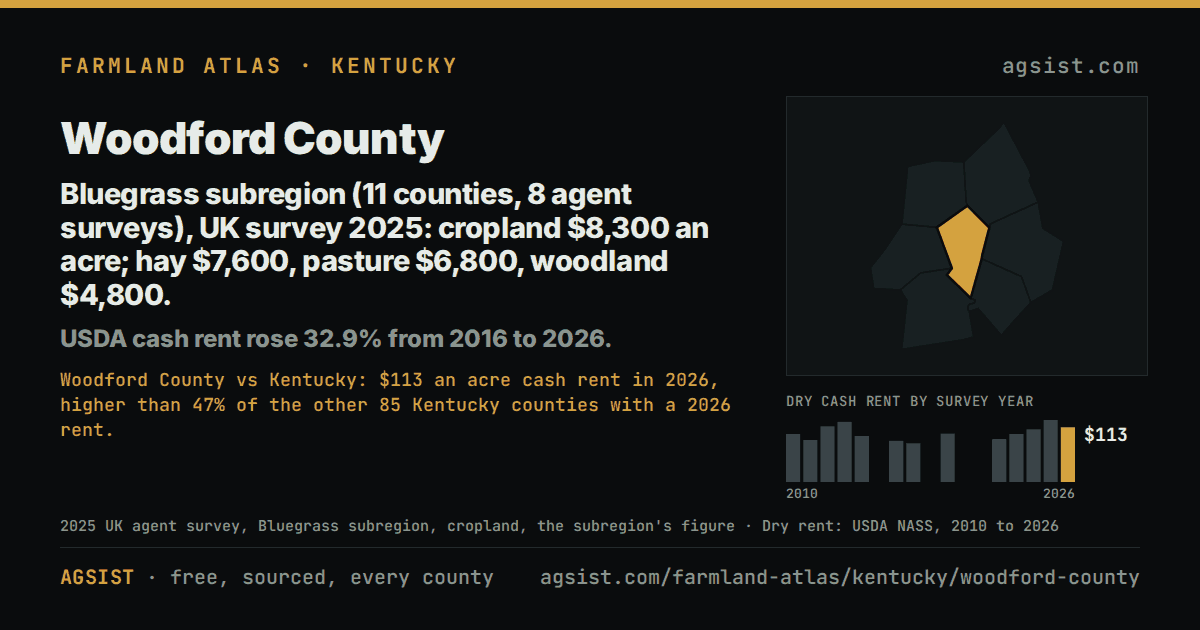 FARMLAND ATLAS · KENTUCKY
agsist.com
Woodford County
Bluegrass subregion (11 counties, 8 agent
surveys), UK survey 2025: cropland $8,300 an
acre; hay $7,600, pasture $6,800, woodland
$4,800.
USDA cash rent rose 32.9% from 2016 to 2026.
Woodford County vs Kentucky: $113 an acre cash rent in 2026,
higher than 47% of the other 85 Kentucky counties with a 2026
rent.
DRY CASH RENT BY SURVEY YEAR
$113
2010
2026
2025 UK agent survey, Bluegrass subregion, cropland, the subregion's figure · Dry rent: USDA NASS, 2010 to 2026
AGSIST · free, sourced, every county
agsist.com/farmland-atlas/kentucky/woodford-county